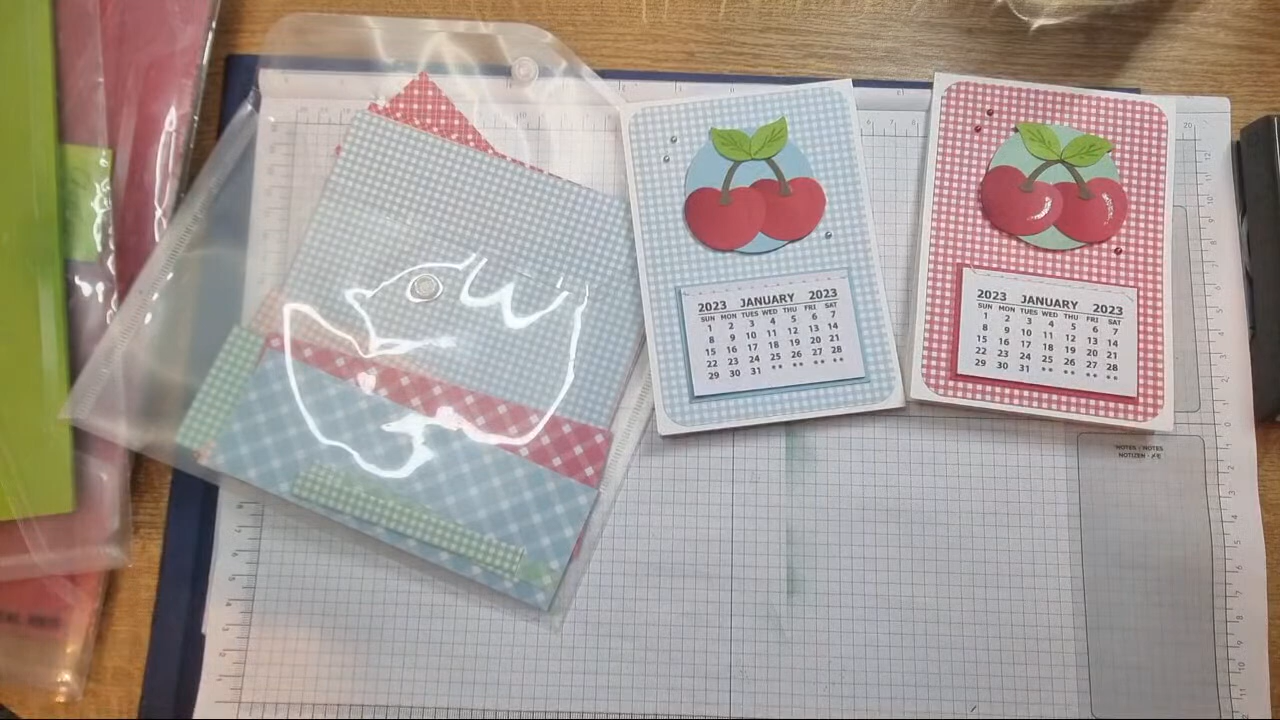 2023 JANUARY 2023
SUN MON TUES WED THU FRI SAT
1 2 3 4 5 6 7
8 9 10 11 12 13 14
15 16 17 18 19 20 21
22 23 24 25 26 27 28
29 30 31 ** ** ** **
2023 JANUARY 2023
SUN MON TUES WED THU FRI SAT
1 2 3 4 5 6 7
8 9 10 11 12 13 14
15 16 17 18 19 20 21
22 23 24 25 26 27 28
29 30 31 ** ** ** **
NOTES • NOTES
NOTIZEN •